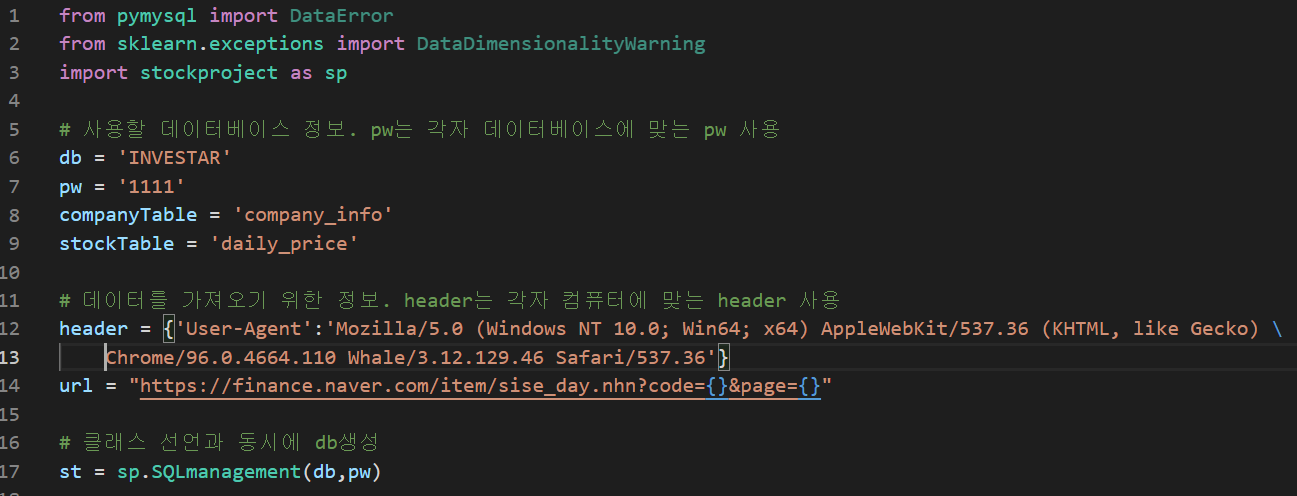 1 from pymysql import DataError
2 from sklearn.exceptions import DataDimensionalityWarning
3 import stockproject as sp
4
5 # 사용할 데이터베이스 정보. pw는 각자 데이터베이스에 맞는 pw 사용
6 db = 'INVESTAR'
7 pw = '1111'
8 companyTable = 'company_info'
9 stockTable = 'daily_price'
10
11 # 데이터를 가져오기 위한 정보. header는 각자 컴퓨터에 맞는 header 사용
12 header = {'User-Agent':'Mozilla/5.0 (Windows NT 10.0; Win64; x64) AppleWebKit/537.36 (KHTML, like Gecko) \
13 Chrome/96.0.4664.110 Whale/3.12.129.46 Safari/537.36'}
14 url = "https://finance.naver.com/item/sise_day.nhn?code={}&page={}"
15
16 # 클래스 선언과 동시에 db생성
17 st = sp.SQLmanagement(db,pw)